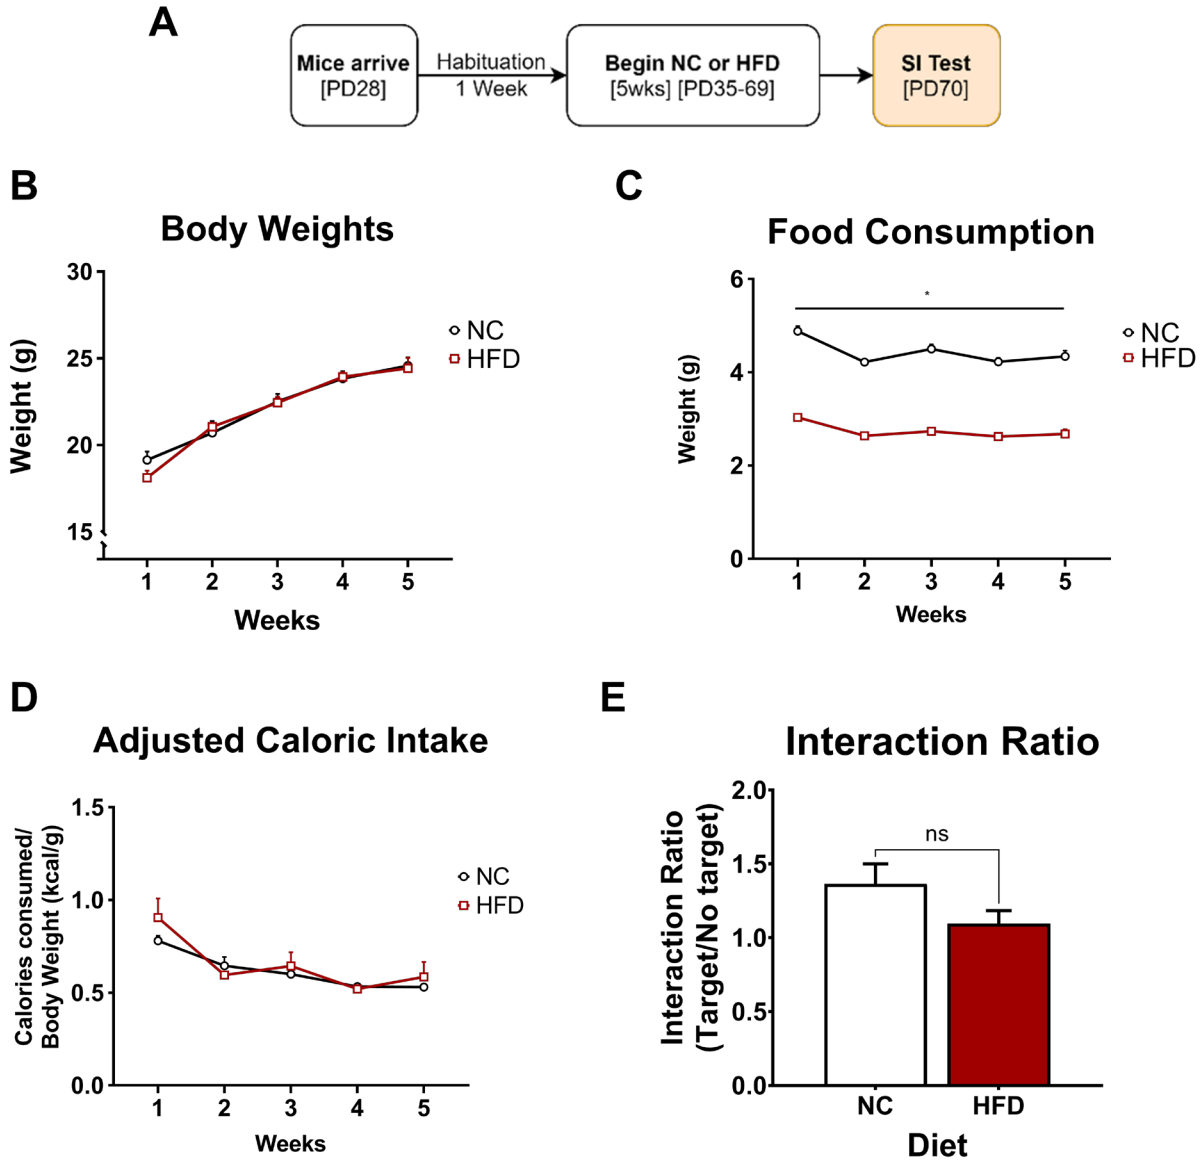 A
Mice arrive
[PD28]
Habituation
1 Week
Begin NC or HFD
[5wks] [PD35-69]
SI Test
[PD70]
B
Body Weights
Weight (g)
30
25
20
15
1 2 3 4 5
Weeks
NC
HFD
C
Food Consumption
Weight (g)
6
4
2
0
*
1 2 3 4 5
Weeks
NC
HFD
D
Adjusted Caloric Intake
Calories consumed/
Body Weight (kcal/g)
1.5
1.0
0.5
0.0
1 2 3 4 5
Weeks
NC
HFD
E
Interaction Ratio
Interaction Ratio
(Target/No target)
2.0
1.5
1.0
0.5
0.0
ns
NC HFD
Diet